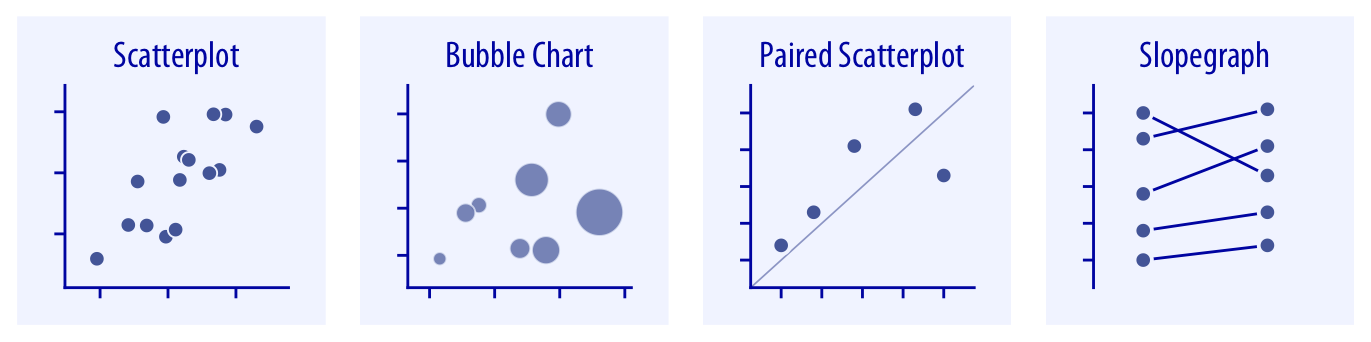 Scatterplot
Bubble Chart
Paired Scatterplot
Slopegraph